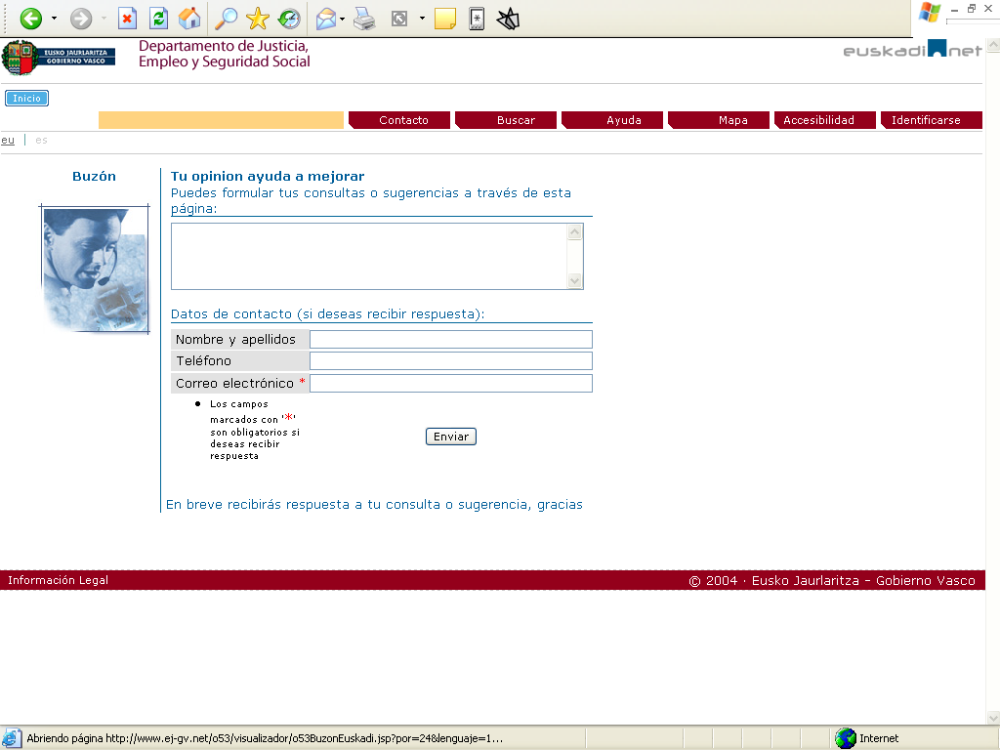 EUSKO JAURLARITZA
GOBIERNO VASCO
Departamento de Justicia,
Empleo y Seguridad Social
euskadi.net
Inicio
Contacto
Buscar
Ayuda
Mapa
Accesibilidad
Identificarse
eu | es
Buzón
Tu opinion ayuda a mejorar
Puedes formular tus consultas o sugerencias a través de esta
página:
Datos de contacto (si deseas recibir respuesta):
Nombre y apellidos
Teléfono
Correo electrónico *
• Los campos
marcados con '*'
son obligatorios si
deseas recibir
respuesta
Enviar
En breve recibirás respuesta a tu consulta o sugerencia, gracias
Información Legal
© 2004 · Eusko Jaurlaritza - Gobierno Vasco
Abriendo página http://www.ej-gv.net/o53/visualizador/o53BuzonEuskadi.jsp?por=24&lenguaje=1...
Internet